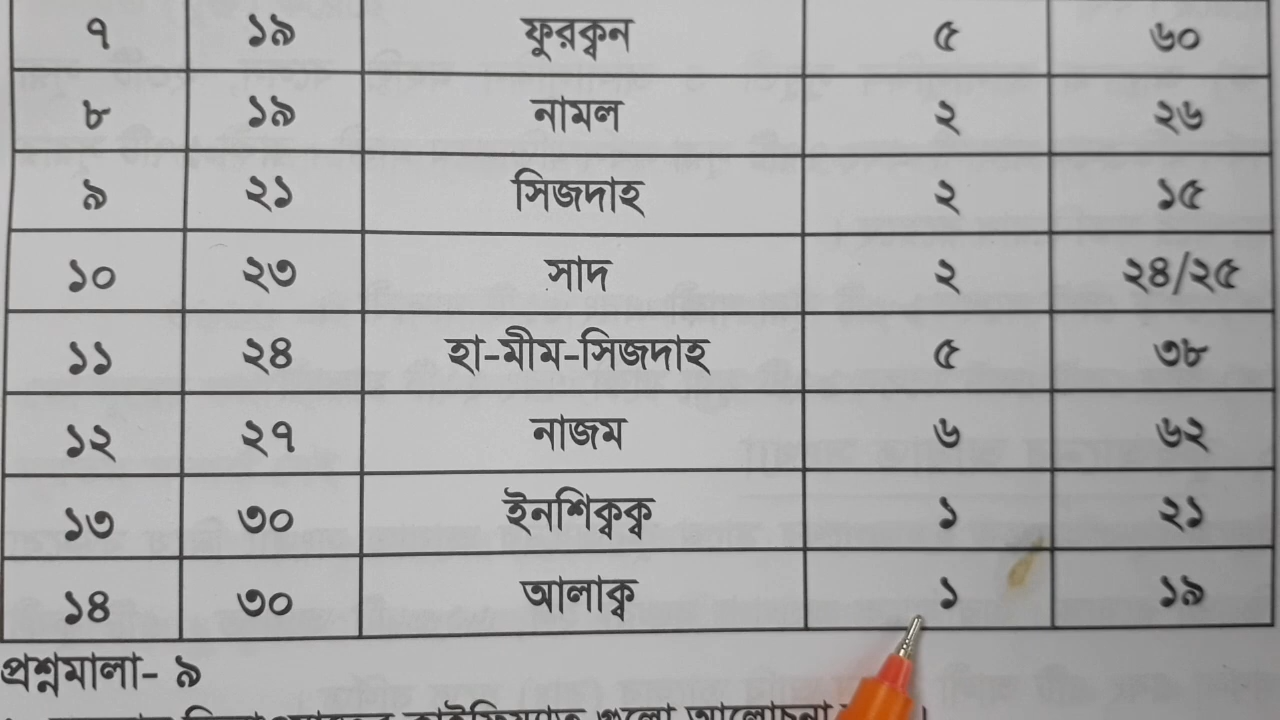 ৭ ১৯ ফুরক্বন ৫ ৬০
৮ ১৯ নামল ২ ২৬
৯ ২১ সিজদাহ ২ ১৫
১০ ২৩ সাদ ২ ২৪/২৫
১১ ২৪ হা-মীম-সিজদাহ ৫ ৩৮
১২ ২৭ নাজম ৬ ৬২
১৩ ৩০ ইনশিক্বক্ব ১ ২১
১৪ ৩০ আলাক্ব ১ ১৯
প্রশ্নমালা- ৯